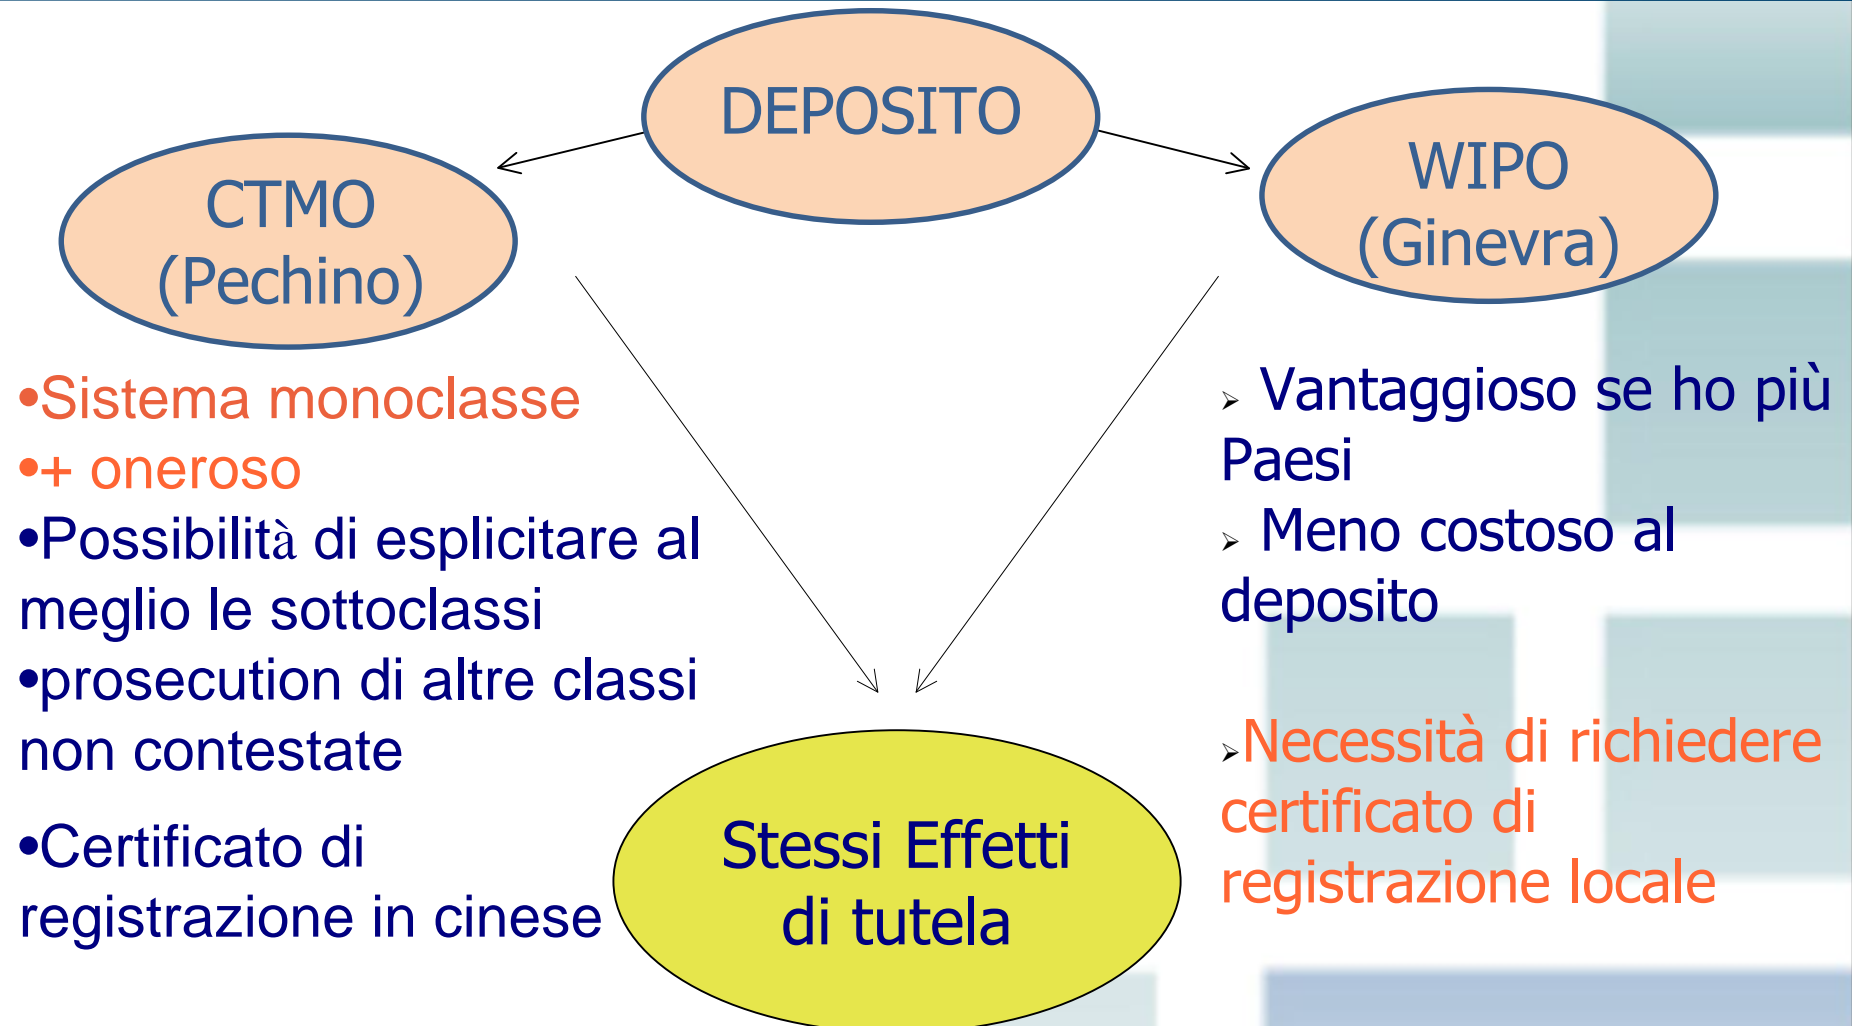 DEPOSITO
CTMO
(Pechino)
WIPO
(Ginevra)
•Sistema monoclasse
•+ oneroso
•Possibilità di esplicitare al
meglio le sottoclassi
•prosecution di altre classi
non contestate
•Certificato di
registrazione in cinese
➢ Vantaggioso se ho più
Paesi
➢ Meno costoso al
deposito
➢Necessità di richiedere
certificato di
registrazione locale
Stessi Effetti
di tutela